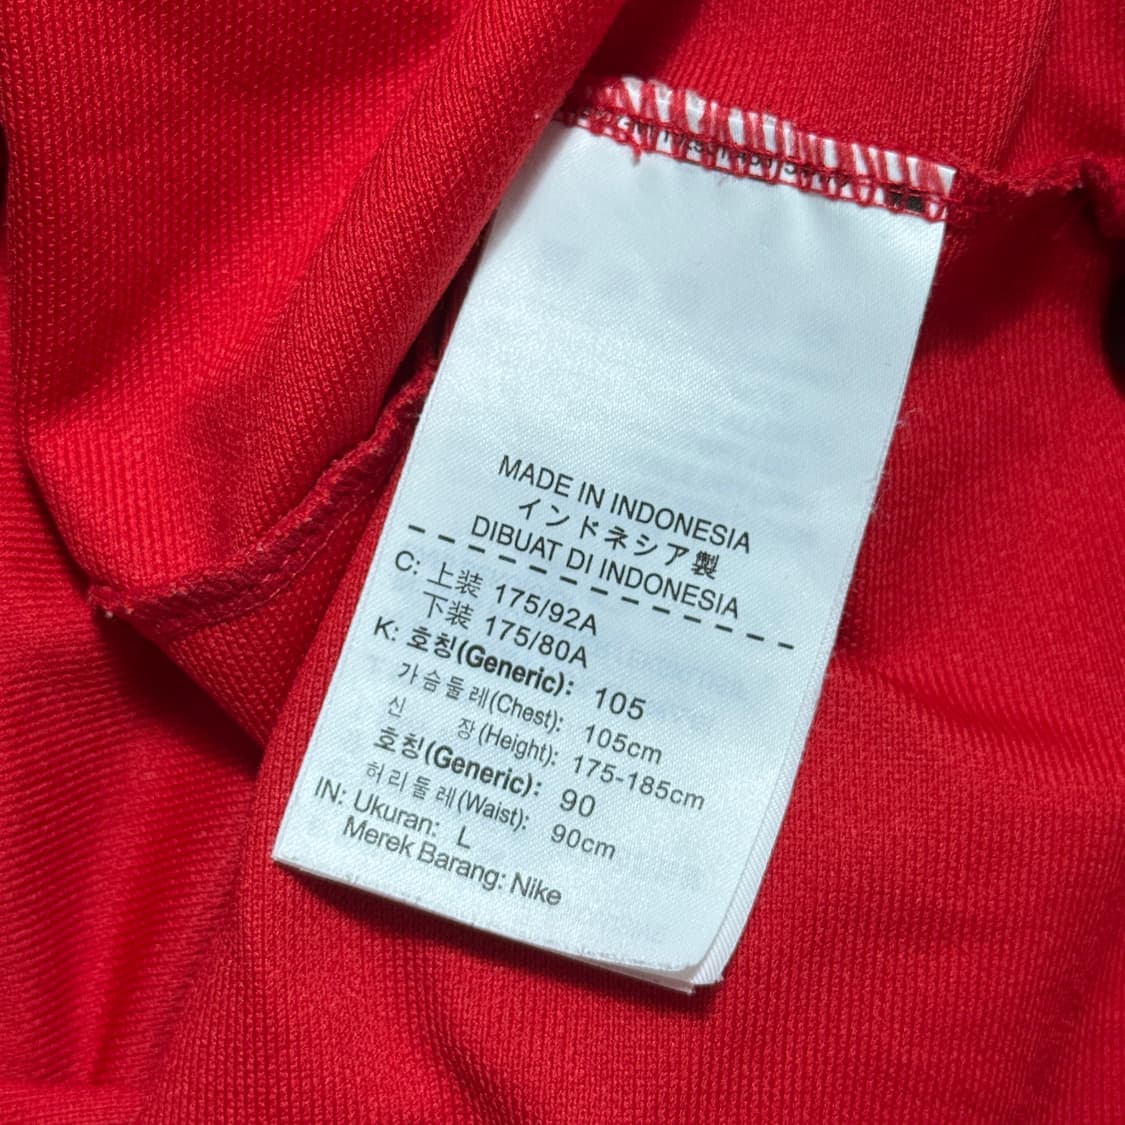 MADE IN INDONESIA
インドネシア製
DIBUAT DI INDONESIA
C: 上装 175/92A
下装 175/80A
K: 호칭(Generic): 105
가슴둘레(Chest): 105cm
신 장(Height): 175-185cm
호칭(Generic): 90
허리둘레(Waist): 90cm
IN: Ukuran: L
Merek Barang: Nike